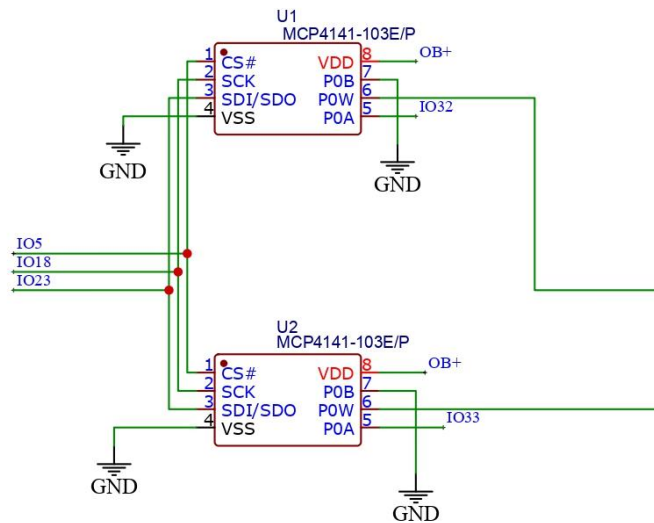 U1
MCP4141-103E/P
1 CS# VDD 8 OB+
2 SCK P0B 7
3 SDI/SDO P0W 6
4 VSS P0A 5 IO32
GND
GND
IO5
IO18
IO23
U2
MCP4141-103E/P
1 CS# VDD 8 OB+
2 SCK P0B 7
3 SDI/SDO P0W 6
4 VSS P0A 5 IO33
GND
GND